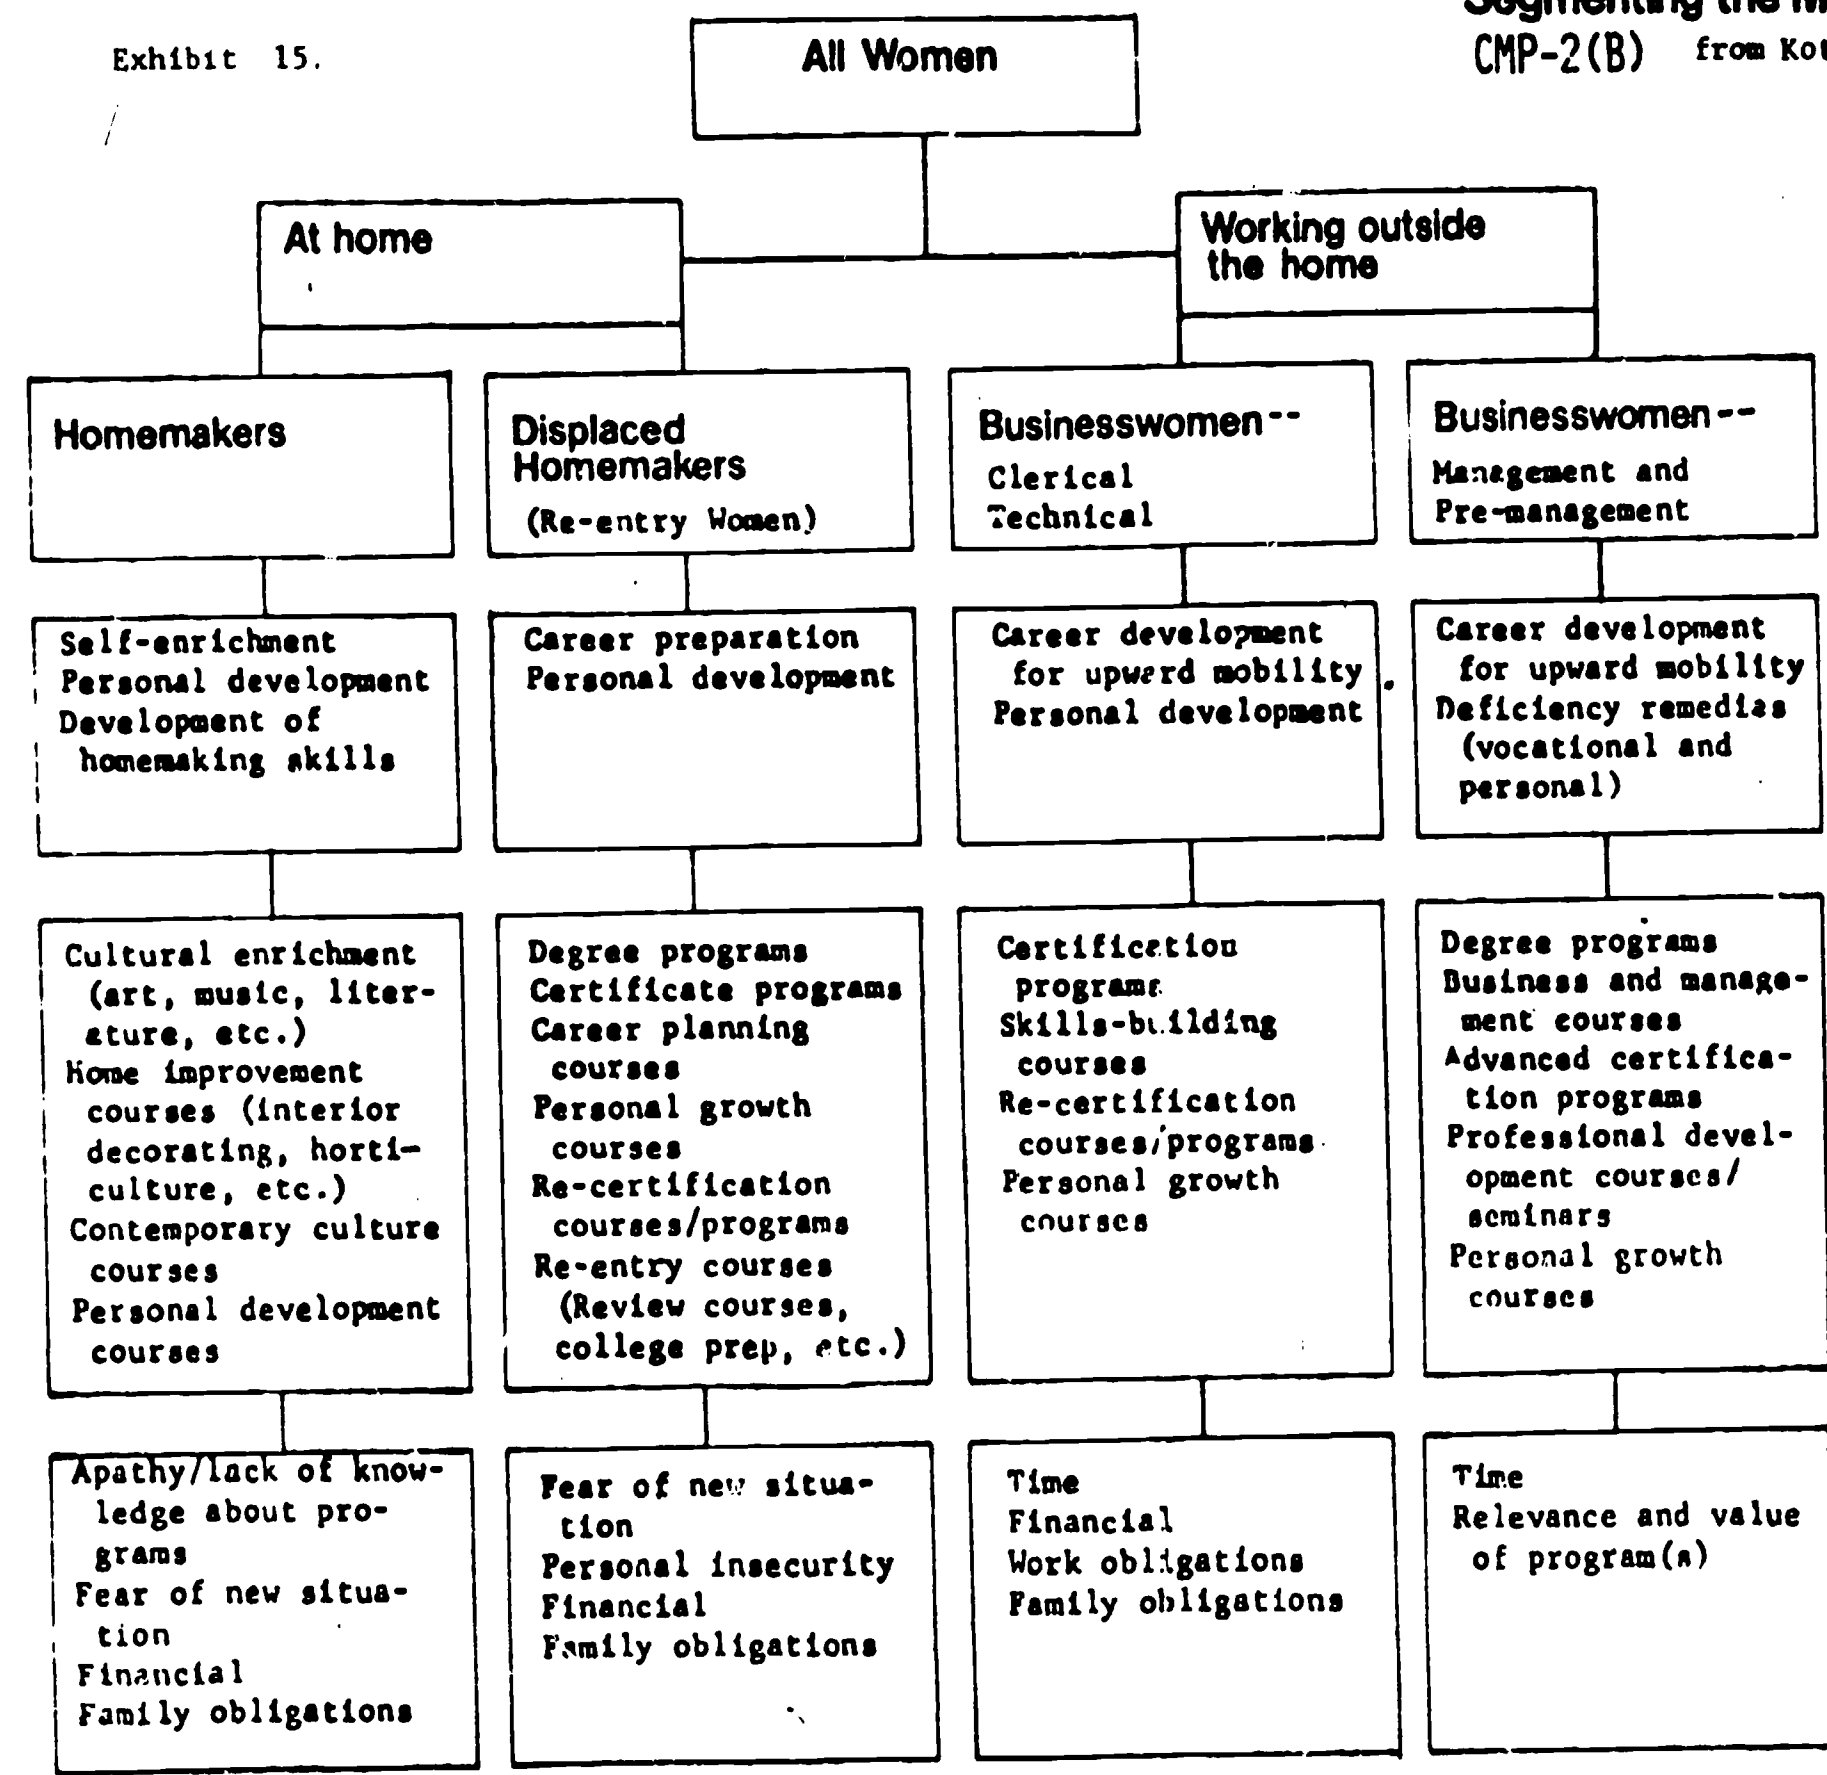 Exhibit 15.
CMP-2(B) from
All Women
At home
Working outside
the home
Homemakers
Displaced
Homemakers
(Re-entry Women)
Businesswomen--
Clerical
Technical
Businesswomen--
Management and
Pre-management
Self-enrichment
Personal development
Development of
homemaking skills
Career preparation
Personal development
Career development
for upward mobility
Personal development
Career development
for upward mobility
Deficiency remedias
(vocational and
personal)
Cultural enrichment
(art, music, liter-
ature, etc.)
Home improvement
courses (interior
decorating, horti-
culture, etc.)
Contemporary culture
courses
Personal development
courses
Degree programs
Certificate programs
Career planning
courses
Personal growth
courses
Re-certification
courses/programs
Re-entry courses
(Review courses,
college prep, etc.)
Certification
programs
Skills-building
courses
Re-certification
courses/programs
Personal growth
courses
Degree programs
Business and manage-
ment courses
Advanced certifica-
tion programs
Professional devel-
opment courses/
seminars
Personal growth
courses
Apathy/lack of know-
ledge about pro-
grams
Fear of new situa-
tion
Financial
Family obligations
Fear of new situa-
tion
Personal insecurity
Financial
Family obligations
Time
Financial
Work obligations
Family obligations
Time
Relevance and value
of program(s)